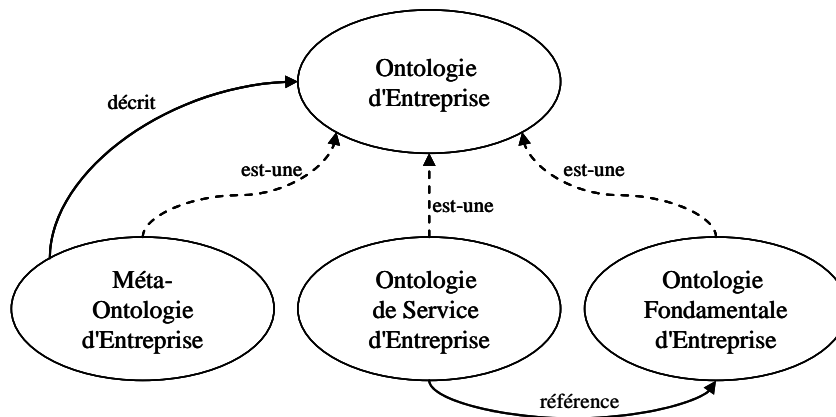 Ontologie
d'Entreprise
décrit
est-une
est-une
est-une
Méta-
Ontologie
d'Entreprise
Ontologie
de Service
d'Entreprise
Ontologie
Fondamentale
d'Entreprise
référence